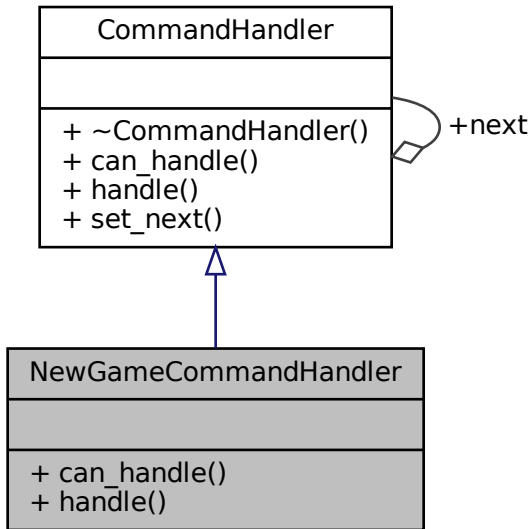 CommandHandler
+ ~CommandHandler()
+ can_handle()
+ handle()
+ set_next()
+next
NewGameCommandHandler
+ can_handle()
+ handle()